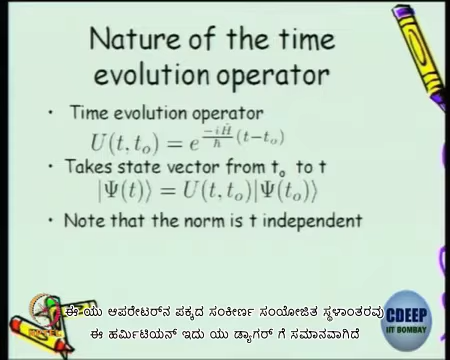 Nature of the time
evolution operator
• Time evolution operator
U(t, t₀) = e^{\frac{-iĤ}{ħ}(t−t₀)}
• Takes state vector from t₀ to t
|Ψ(t)⟩ = U(t, t₀)|Ψ(t₀)⟩
• Note that the norm is t independent
ಈ ಯು ಆಪರೇಟರ್‌ನ ಪಕ್ಕದ ಸಂಕೀರ್ಣ ಸಂಯೋಜಿತ ಸ್ಥಳಾಂತರವು
ಈ ಹರ್ಮಿಟಿಯನ್ ಇದು ಯು ಡ್ಯಾಗರ್ ಗೆ ಸಮಾನವಾಗಿದೆ
CDEEP
IIT BOMBAY